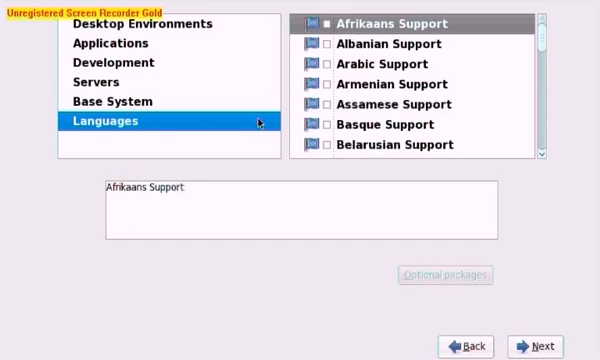 Unregistered Screen Recorder Gold
Desktop Environments
Applications
Development
Servers
Base System
Languages
Afrikaans Support
Albanian Support
Arabic Support
Armenian Support
Assamese Support
Basque Support
Belarusian Support
Afrikaans Support
Optional packages
Back
Next